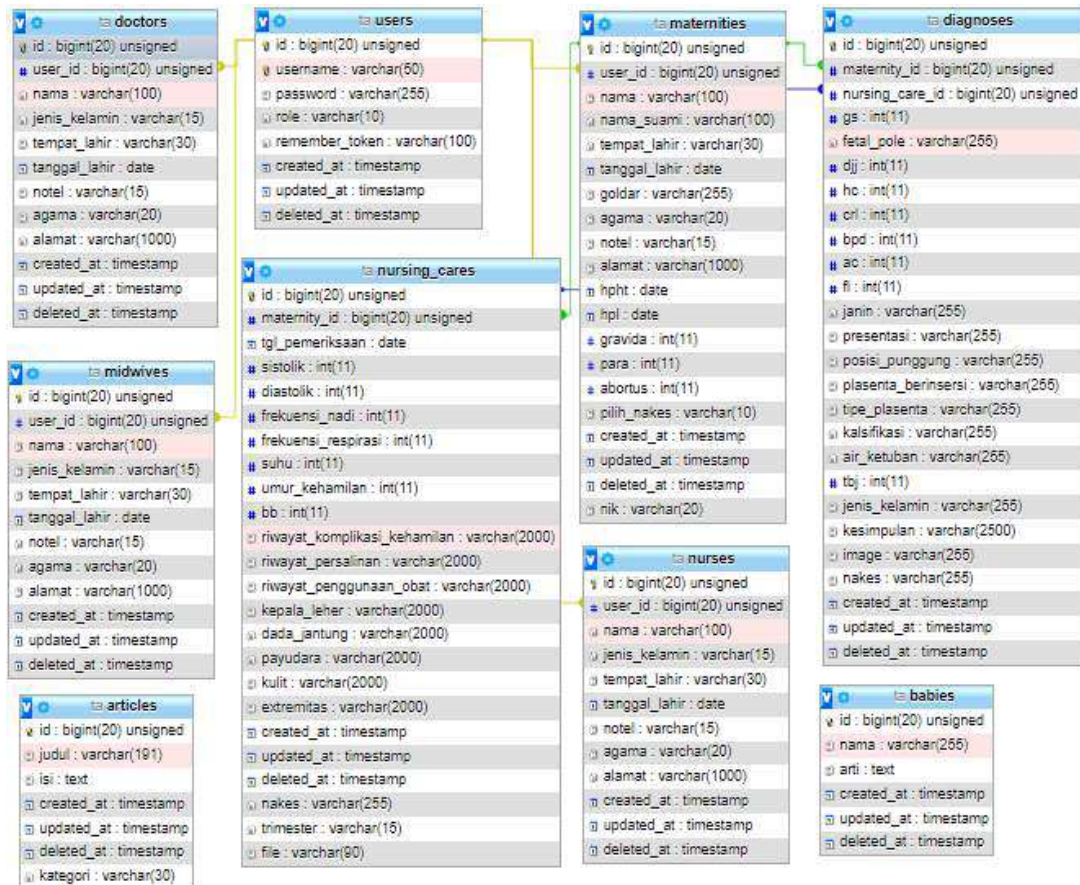 doctors
id : bigint(20) unsigned
user_id : bigint(20) unsigned
nama : varchar(100)
jenis_kelamin : varchar(15)
tempat_lahir : varchar(30)
tanggal_lahir : date
notel : varchar(15)
agama : varchar(20)
alamat : varchar(1000)
created_at : timestamp
updated_at : timestamp
deleted_at : timestamp
users
id : bigint(20) unsigned
username : varchar(50)
password : varchar(255)
role : varchar(10)
remember_token : varchar(100)
created_at : timestamp
updated_at : timestamp
deleted_at : timestamp
maternities
id : bigint(20) unsigned
user_id : bigint(20) unsigned
nama : varchar(100)
nama_suami : varchar(100)
tempat_lahir : varchar(30)
tanggal_lahir : date
goldar : varchar(255)
agama : varchar(20)
notel : varchar(15)
alamat : varchar(1000)
hpht : date
hpl : date
gravida : int(11)
para : int(11)
abortus : int(11)
pilih_nakes : varchar(10)
created_at : timestamp
updated_at : timestamp
deleted_at : timestamp
nik : varchar(20)
diagnoses
id : bigint(20) unsigned
maternity_id : bigint(20) unsigned
nursing_care_id : bigint(20) unsigned
gs : int(11)
fetal_pole : varchar(255)
djj : int(11)
hc : int(11)
crl : int(11)
bpd : int(11)
ac : int(11)
fl : int(11)
janin : varchar(255)
presentasi : varchar(255)
posisi_punggung : varchar(255)
plasenta_berinsersi : varchar(255)
tipe_plasenta : varchar(255)
kalsifikasi : varchar(255)
air_ketuban : varchar(255)
tbj : int(11)
jenis_kelamin : varchar(255)
kesimpulan : varchar(2500)
image : varchar(255)
nakes : varchar(255)
created_at : timestamp
updated_at : timestamp
deleted_at : timestamp
nursing_cares
id : bigint(20) unsigned
maternity_id : bigint(20) unsigned
tgl_pemeriksaan : date
sistolik : int(11)
diastolik : int(11)
frekuensi_nadi : int(11)
frekuensi_respirasi : int(11)
suhu : int(11)
umur_kehamilan : int(11)
bb : int(11)
riwayat_komplikasi_kehamilan : varchar(2000)
riwayat_persalinan : varchar(2000)
riwayat_penggunaan_obat : varchar(2000)
kepala_leher : varchar(2000)
dada_jantung : varchar(2000)
payudara : varchar(2000)
kulit : varchar(2000)
extremitas : varchar(2000)
created_at : timestamp
updated_at : timestamp
deleted_at : timestamp
nakes : varchar(255)
trimester : varchar(15)
file : varchar(90)
midwives
id : bigint(20) unsigned
user_id : bigint(20) unsigned
nama : varchar(100)
jenis_kelamin : varchar(15)
tempat_lahir : varchar(30)
tanggal_lahir : date
notel : varchar(15)
agama : varchar(20)
alamat : varchar(1000)
created_at : timestamp
updated_at : timestamp
deleted_at : timestamp
nurses
id : bigint(20) unsigned
user_id : bigint(20) unsigned
nama : varchar(100)
jenis_kelamin : varchar(15)
tempat_lahir : varchar(30)
tanggal_lahir : date
notel : varchar(15)
agama : varchar(20)
alamat : varchar(1000)
created_at : timestamp
updated_at : timestamp
deleted_at : timestamp
articles
id : bigint(20) unsigned
judul : varchar(191)
isi : text
created_at : timestamp
updated_at : timestamp
deleted_at : timestamp
kategori : varchar(30)
babies
id : bigint(20) unsigned
nama : varchar(255)
arti : text
created_at : timestamp
updated_at : timestamp
deleted_at : timestamp